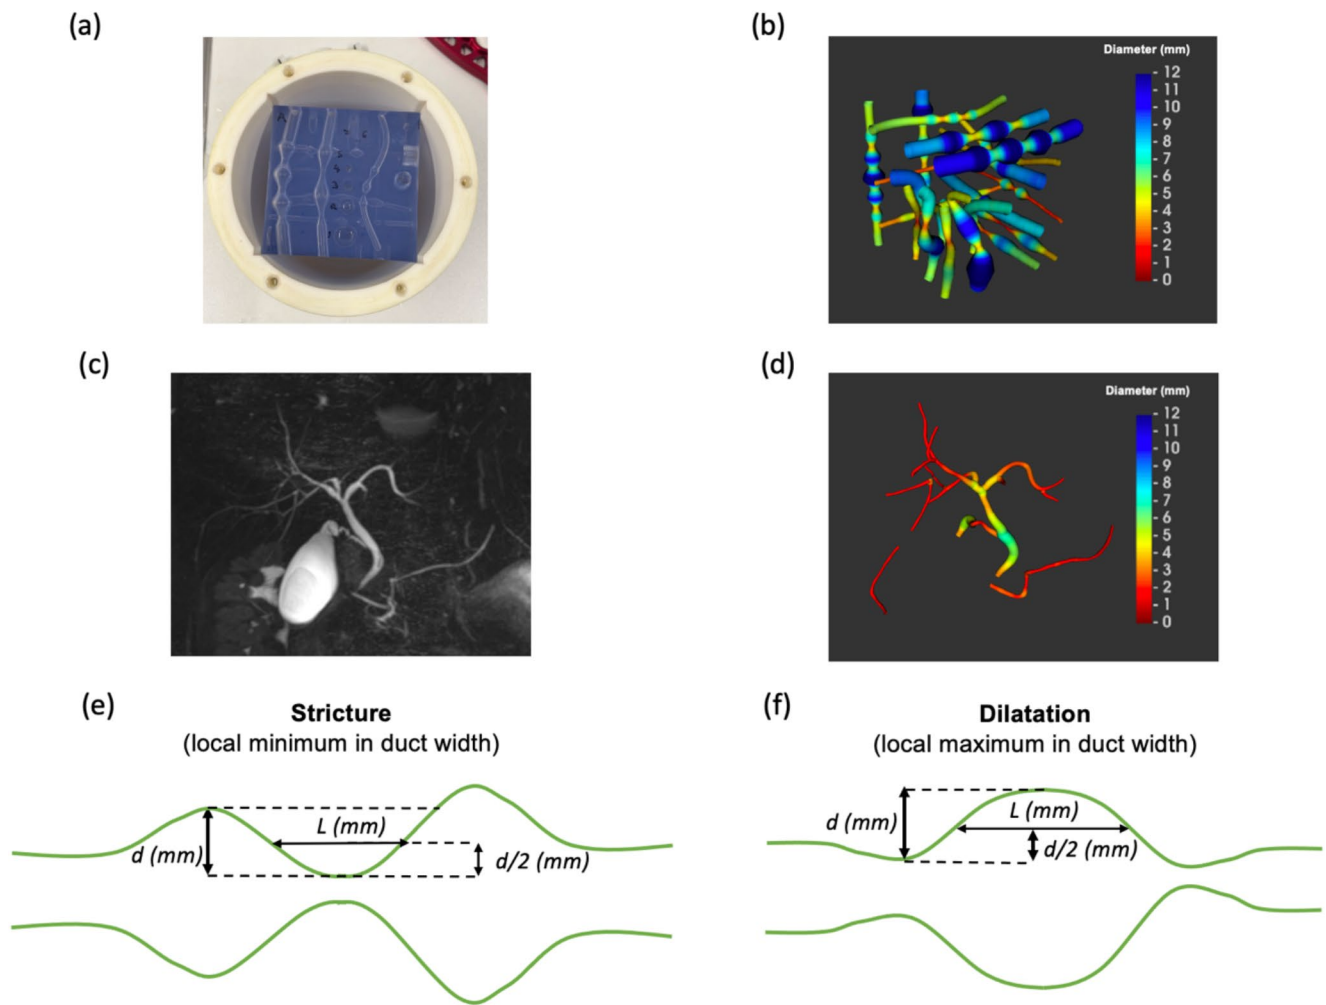 (a)
(b)
Diameter (mm)
12
11
10
9
8
7
6
5
4
3
2
1
0
(c)
(d)
Diameter (mm)
12
11
10
9
8
7
6
5
4
3
2
1
0
(e)
Stricture
(local minimum in duct width)
L (mm)
d (mm)
d/2 (mm)
(f)
Dilatation
(local maximum in duct width)
d (mm)
L (mm)
d/2 (mm)